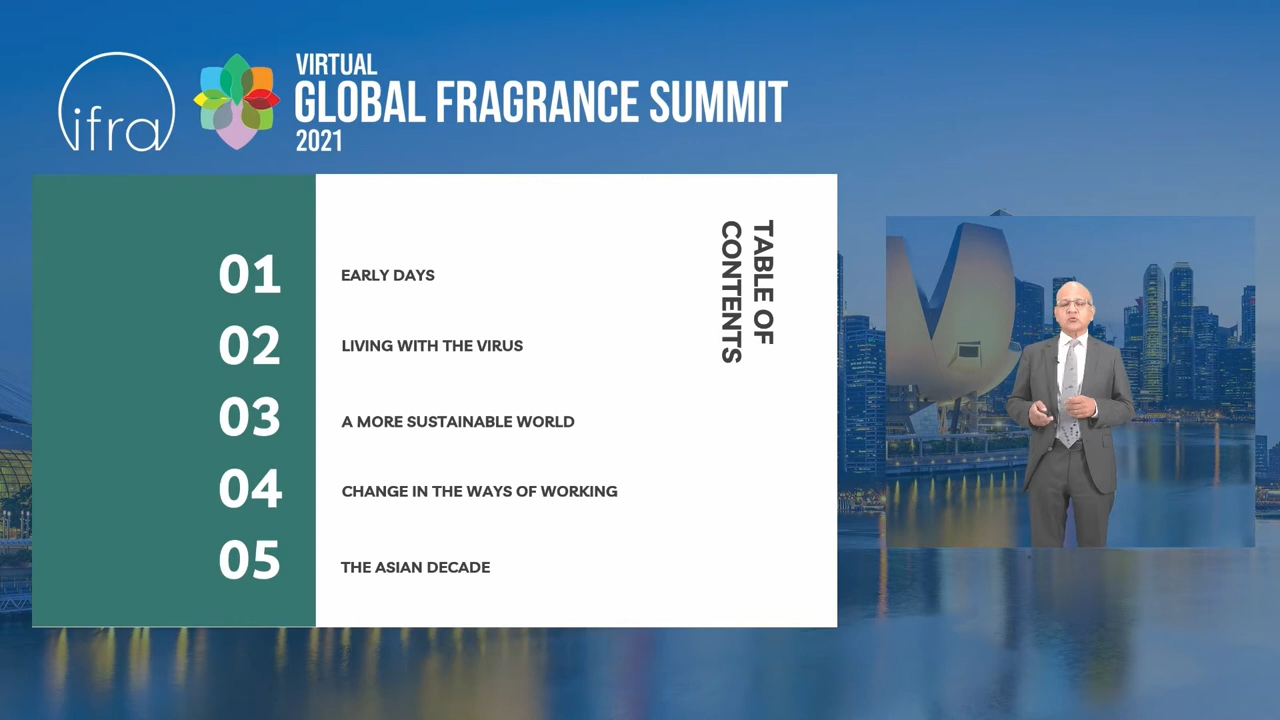 ifra
VIRTUAL
GLOBAL FRAGRANCE SUMMIT
2021
TABLE OF
CONTENTS
01 EARLY DAYS
02 LIVING WITH THE VIRUS
03 A MORE SUSTAINABLE WORLD
04 CHANGE IN THE WAYS OF WORKING
05 THE ASIAN DECADE